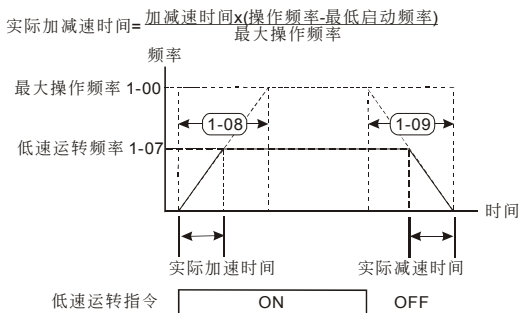 实际加减速时间=加减速时间x(操作频率-最低启动频率)
最大操作频率
频率
最大操作频率 1-00
1-08
1-09
低速运转频率 1-07
时间
实际加速时间
实际减速时间
低速运转指令
ON
OFF